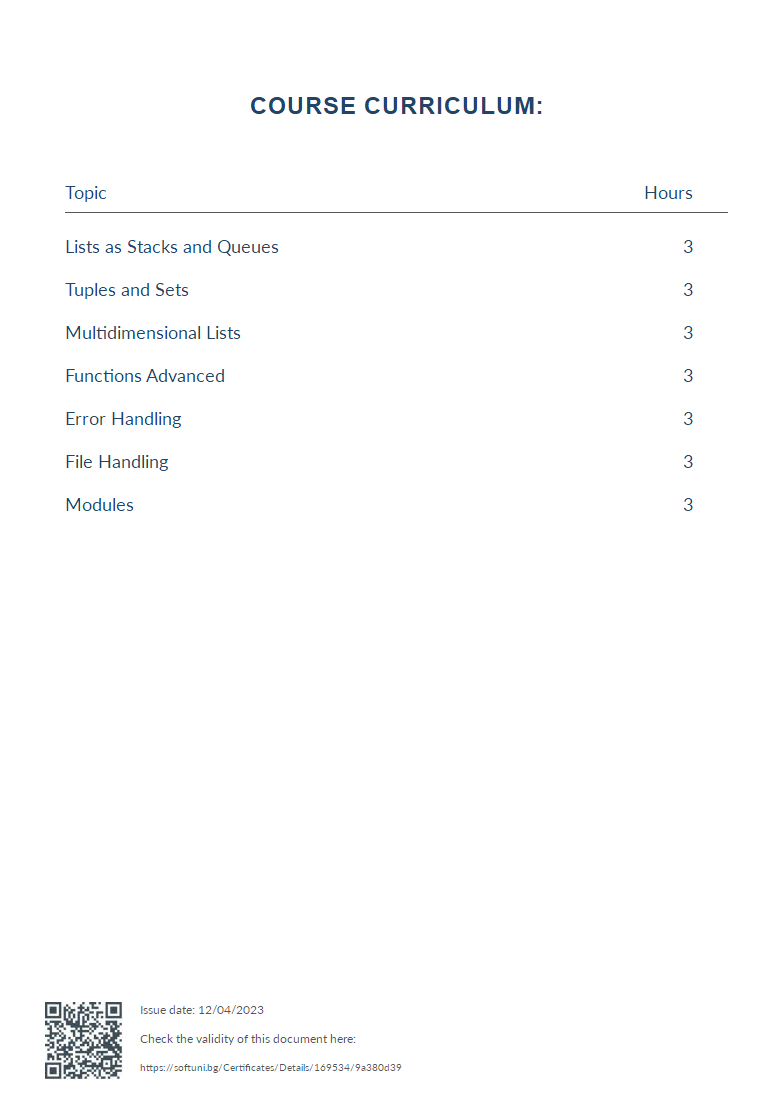 COURSE CURRICULUM:
Topic Hours
Lists as Stacks and Queues 3
Tuples and Sets 3
Multidimensional Lists 3
Functions Advanced 3
Error Handling 3
File Handling 3
Modules 3
Issue date: 12/04/2023
Check the validity of this document here:
https://softuni.bg/Certificates/Details/169534/9a380d39